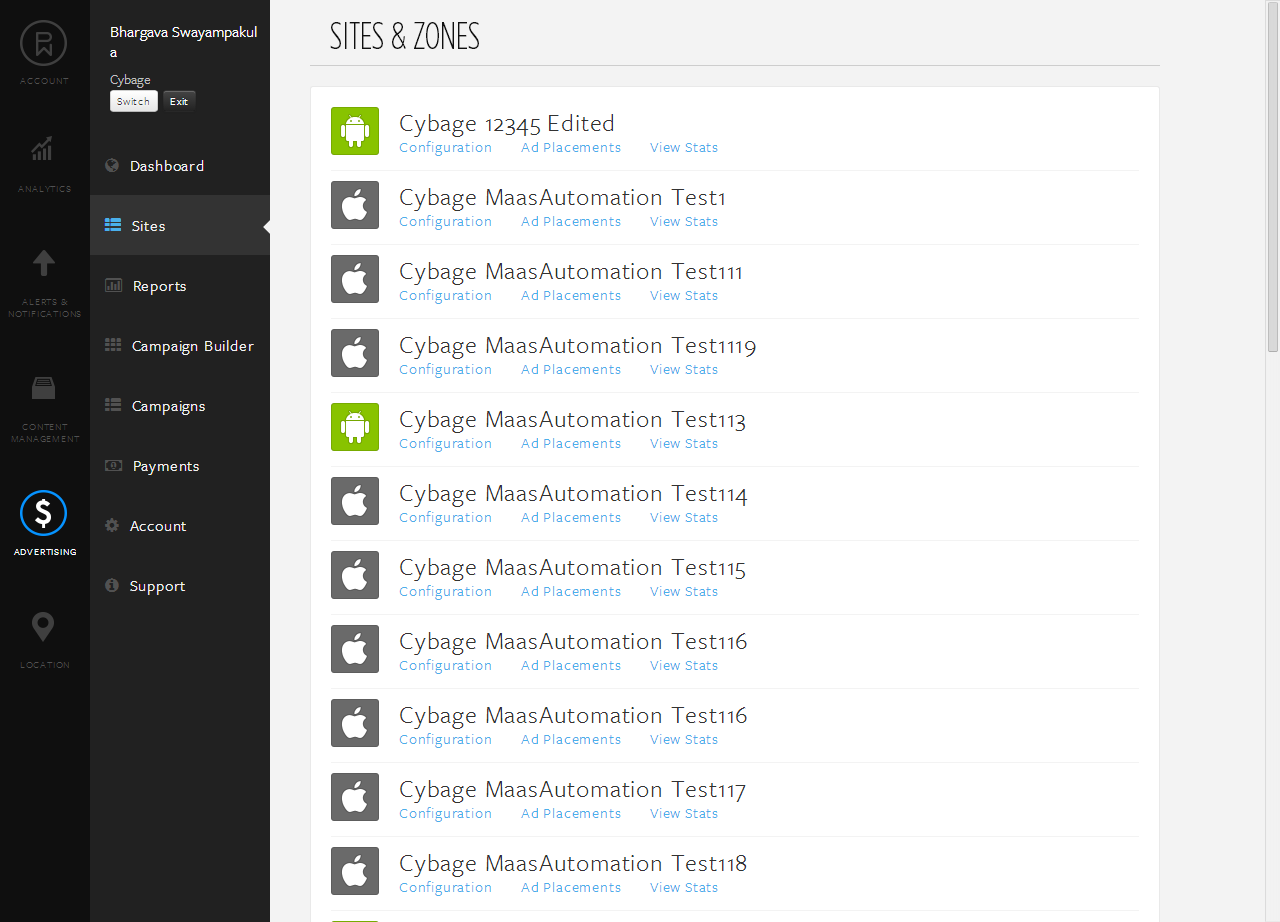 ACCOUNT
ANALYTICS
ALERTS &
NOTIFICATIONS
CONTENT
MANAGEMENT
ADVERTISING
LOCATION
Bhargava Swayampakul
a
Cybage
Switch Exit
Dashboard
Sites
Reports
Campaign Builder
Campaigns
Payments
Account
Support
SITES & ZONES
Cybage 12345 Edited
Configuration Ad Placements View Stats
Cybage MaasAutomation Test1
Configuration Ad Placements View Stats
Cybage MaasAutomation Test111
Configuration Ad Placements View Stats
Cybage MaasAutomation Test1119
Configuration Ad Placements View Stats
Cybage MaasAutomation Test113
Configuration Ad Placements View Stats
Cybage MaasAutomation Test114
Configuration Ad Placements View Stats
Cybage MaasAutomation Test115
Configuration Ad Placements View Stats
Cybage MaasAutomation Test116
Configuration Ad Placements View Stats
Cybage MaasAutomation Test116
Configuration Ad Placements View Stats
Cybage MaasAutomation Test117
Configuration Ad Placements View Stats
Cybage MaasAutomation Test118
Configuration Ad Placements View Stats